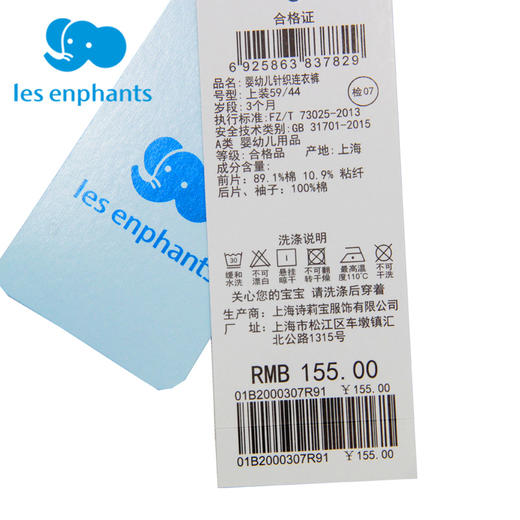 les enphants
les enphants
合格证
6 925863 837829
品名:婴幼儿针织连衣裤
号型:上装59/44
岁段:3个月
检07
执行标准:FZ/T 73025-2013
安全技术类别:GB 31701-2015
A类 婴幼儿用品
等级:合格品 产地:上海
成分含量:
前片:89.1%棉 10.9% 粘纤
后片、袖子:100%棉
洗涤说明
30
缓和水洗
不可漂白
悬挂晾干
不可翻转干燥
最高温度110℃
不可干洗
关心您的宝宝 请洗涤后穿着
生产商:上海诗莉宝服饰有限公司
厂 址:上海市松江区车墩镇汇
北公路1315号
RMB 155.00
01B2000307R91 ¥155.00
01B2000307R91 ¥155.00